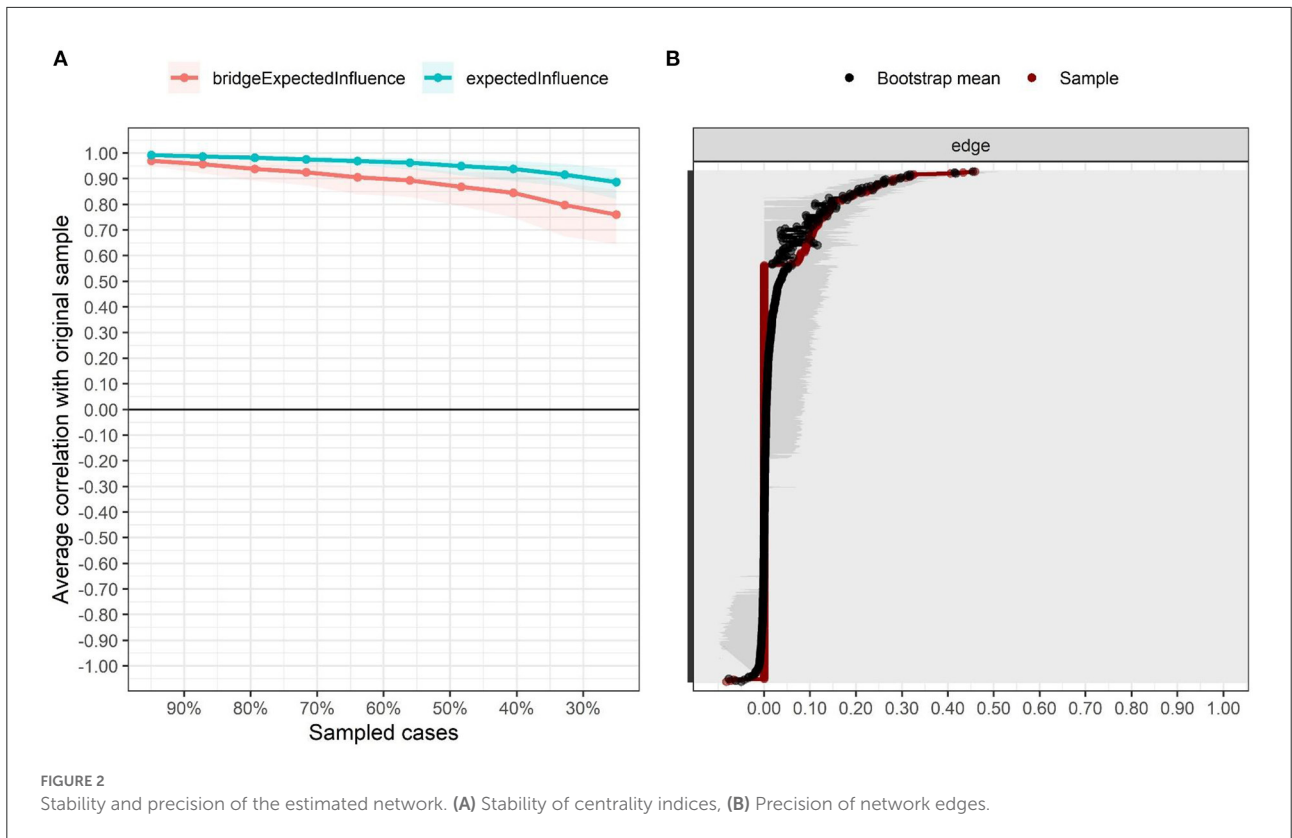 A
bridgeExpectedInfluence
expectedInfluence
Average correlation with original sample
1.00
0.90
0.80
0.70
0.60
0.50
0.40
0.30
0.20
0.10
0.00
-0.10
-0.20
-0.30
-0.40
-0.50
-0.60
-0.70
-0.80
-0.90
-1.00
90% 80% 70% 60% 50% 40% 30%
Sampled cases
B
Bootstrap mean
Sample
edge
0.00 0.10 0.20 0.30 0.40 0.50 0.60 0.70 0.80 0.90 1.00
FIGURE 2
Stability and precision of the estimated network. (A) Stability of centrality indices, (B) Precision of network edges.